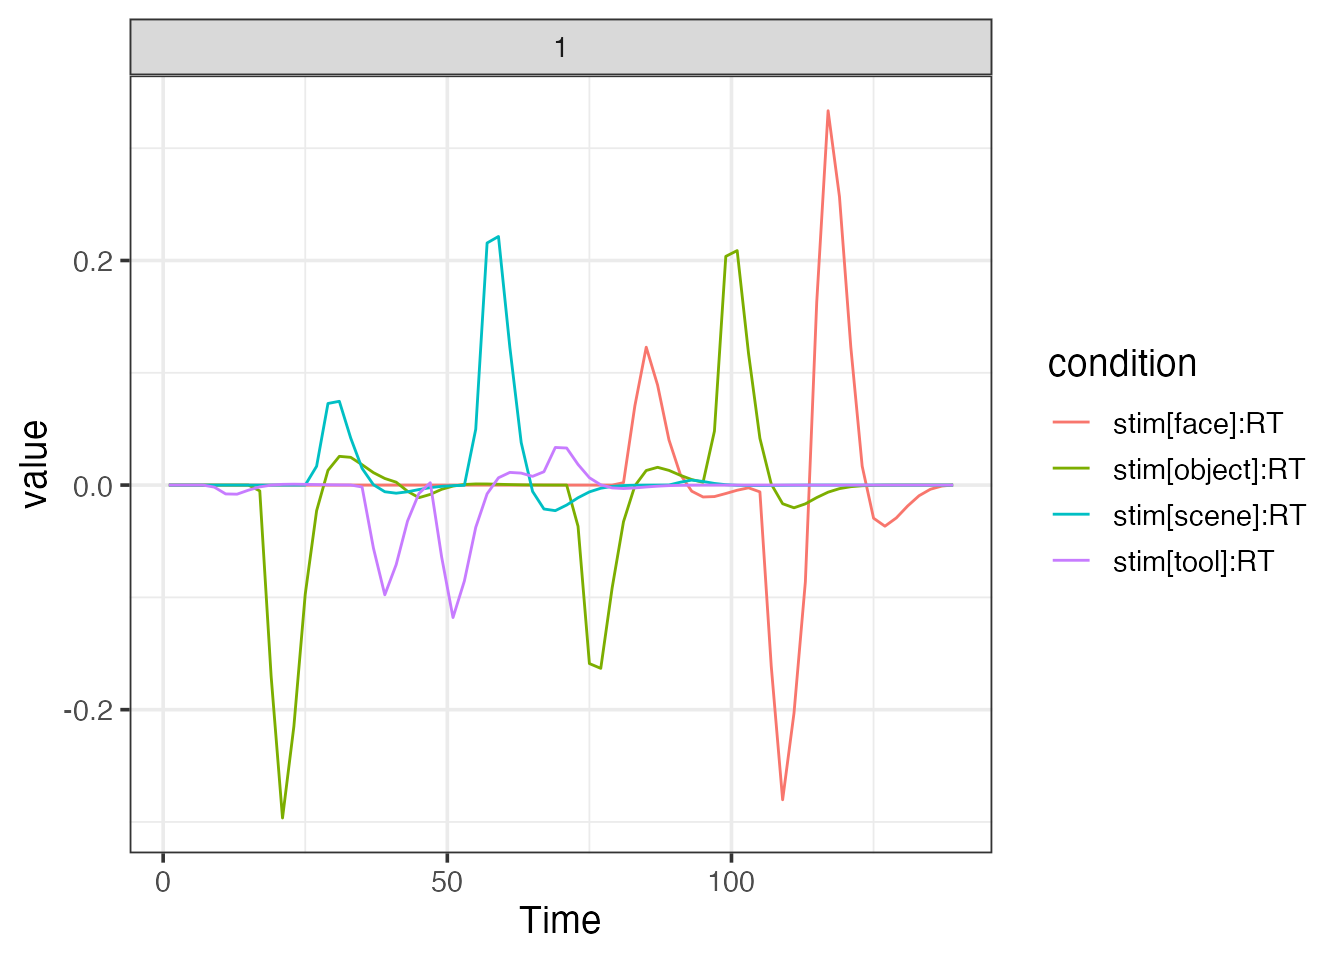 1
0.2
0.0
-0.2
value
0
50
100
Time
condition
stim[face]:RT
stim[object]:RT
stim[scene]:RT
stim[tool]:RT